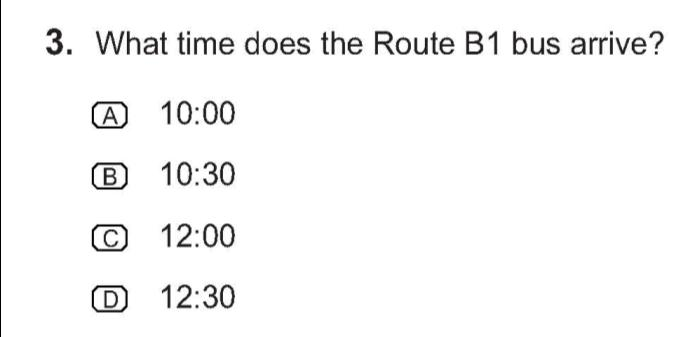 3. What time does the Route B1 bus arrive?
A 10:00
B 10:30
C 12:00
D 12:30